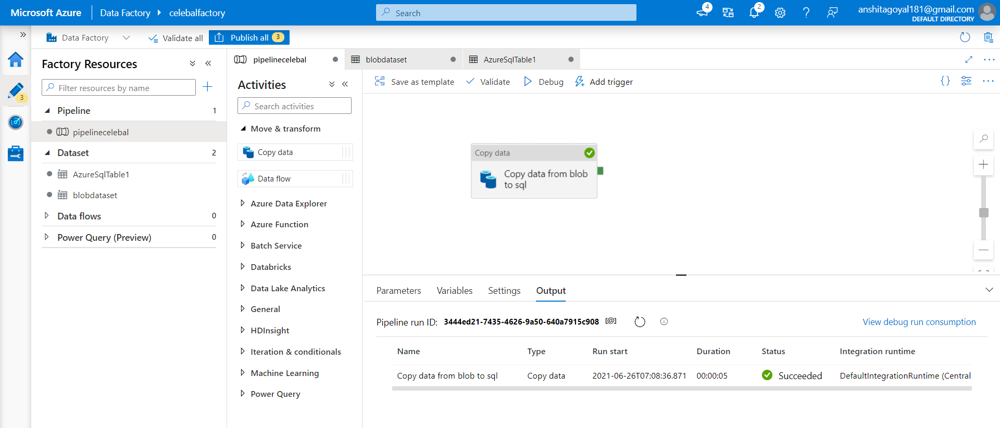 Microsoft Azure
Data Factory
celebalfactory
Search
4
2
anshitagoyal181@gmail.com
DEFAULT DIRECTORY
Data Factory
Validate all
Publish all 3
3
Factory Resources
Filter resources by name
Pipeline 1
pipelinecelebal
Dataset 2
AzureSqlTable1
blobdataset
Data flows 0
Power Query (Preview) 0
pipelinecelebal
blobdataset
AzureSqlTable1
Activities
Search activities
Move & transform
Copy data
Data flow
Azure Data Explorer
Azure Function
Batch Service
Databricks
Data Lake Analytics
General
HDInsight
Iteration & conditionals
Machine Learning
Power Query
Save as template
Validate
Debug
Add trigger
Copy data
Copy data from blob
to sql
Parameters
Variables
Settings
Output
Pipeline run ID: 3444ed21-7435-4626-9a50-640a7915c908 [@]
View debug run consumption
Name Type Run start Duration Status Integration runtime
Copy data from blob to sql Copy data 2021-06-26T07:08:36.871 00:00:05 Succeeded DefaultIntegrationRuntime (Central